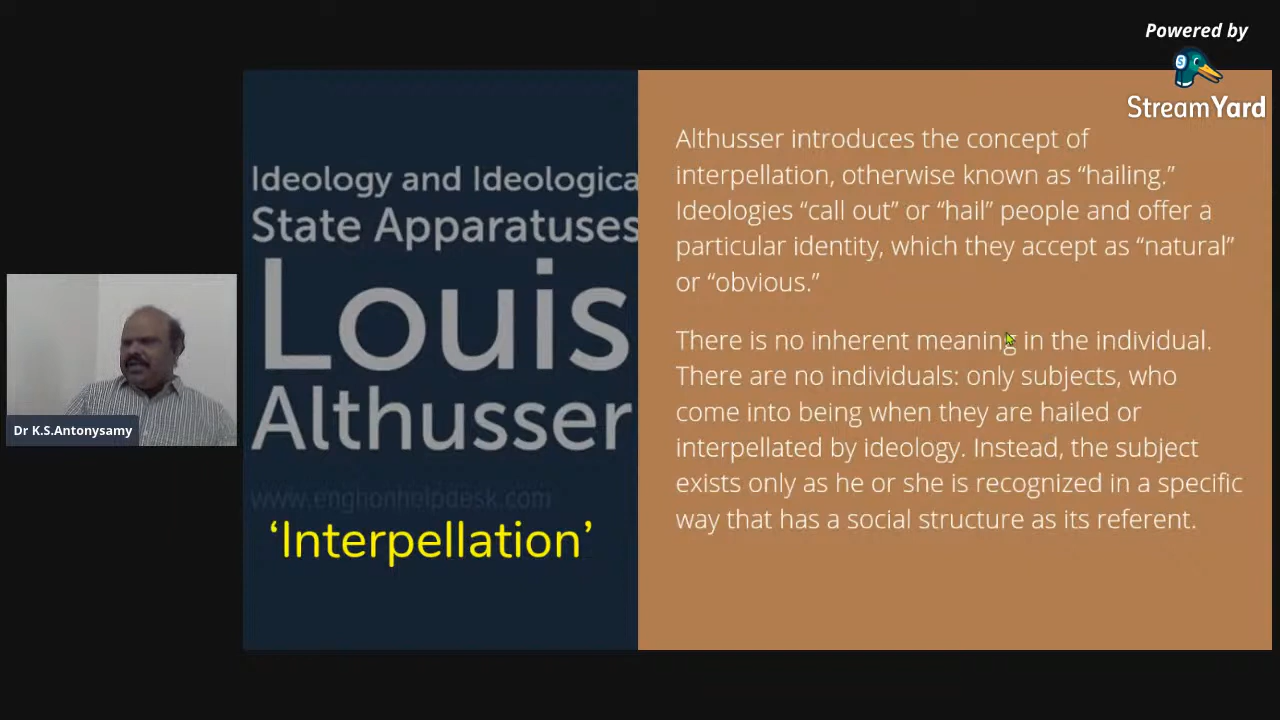 Powered by
StreamYard
Ideology and Ideologica
State Apparatuses
Louis
Althusser
www.enghonhelpdesk.com
‘Interpellation’
Althusser introduces the concept of
interpellation, otherwise known as “hailing.”
Ideologies “call out” or “hail” people and offer a
particular identity, which they accept as “natural”
or “obvious.”
There is no inherent meaning in the individual.
There are no individuals: only subjects, who
come into being when they are hailed or
interpellated by ideology. Instead, the subject
exists only as he or she is recognized in a specific
way that has a social structure as its referent.
Dr K.S.Antonysamy